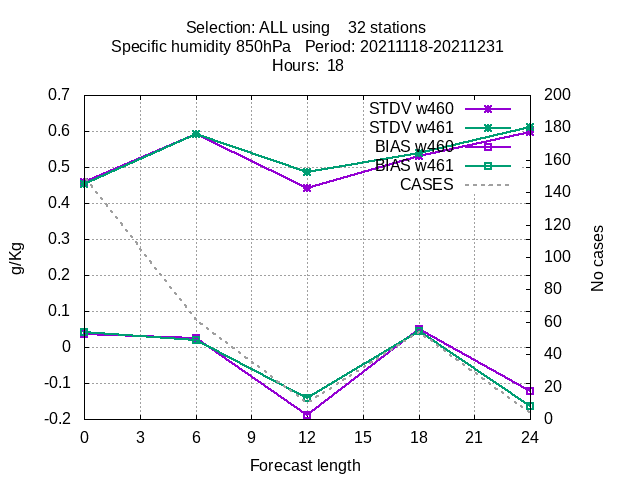 Selection: ALL using 32 stations
Specific humidity 850hPa Period: 20211118-20211231
Hours: 18
0.7
0.6
0.5
0.4
0.3
0.2
0.1
0
-0.1
-0.2
g/Kg
STDV w460
STDV w461
BIAS w460
BIAS w461
CASES
200
180
160
140
120
100
80
60
40
20
0
No cases
0 3 6 9 12 15 18 21 24
Forecast length